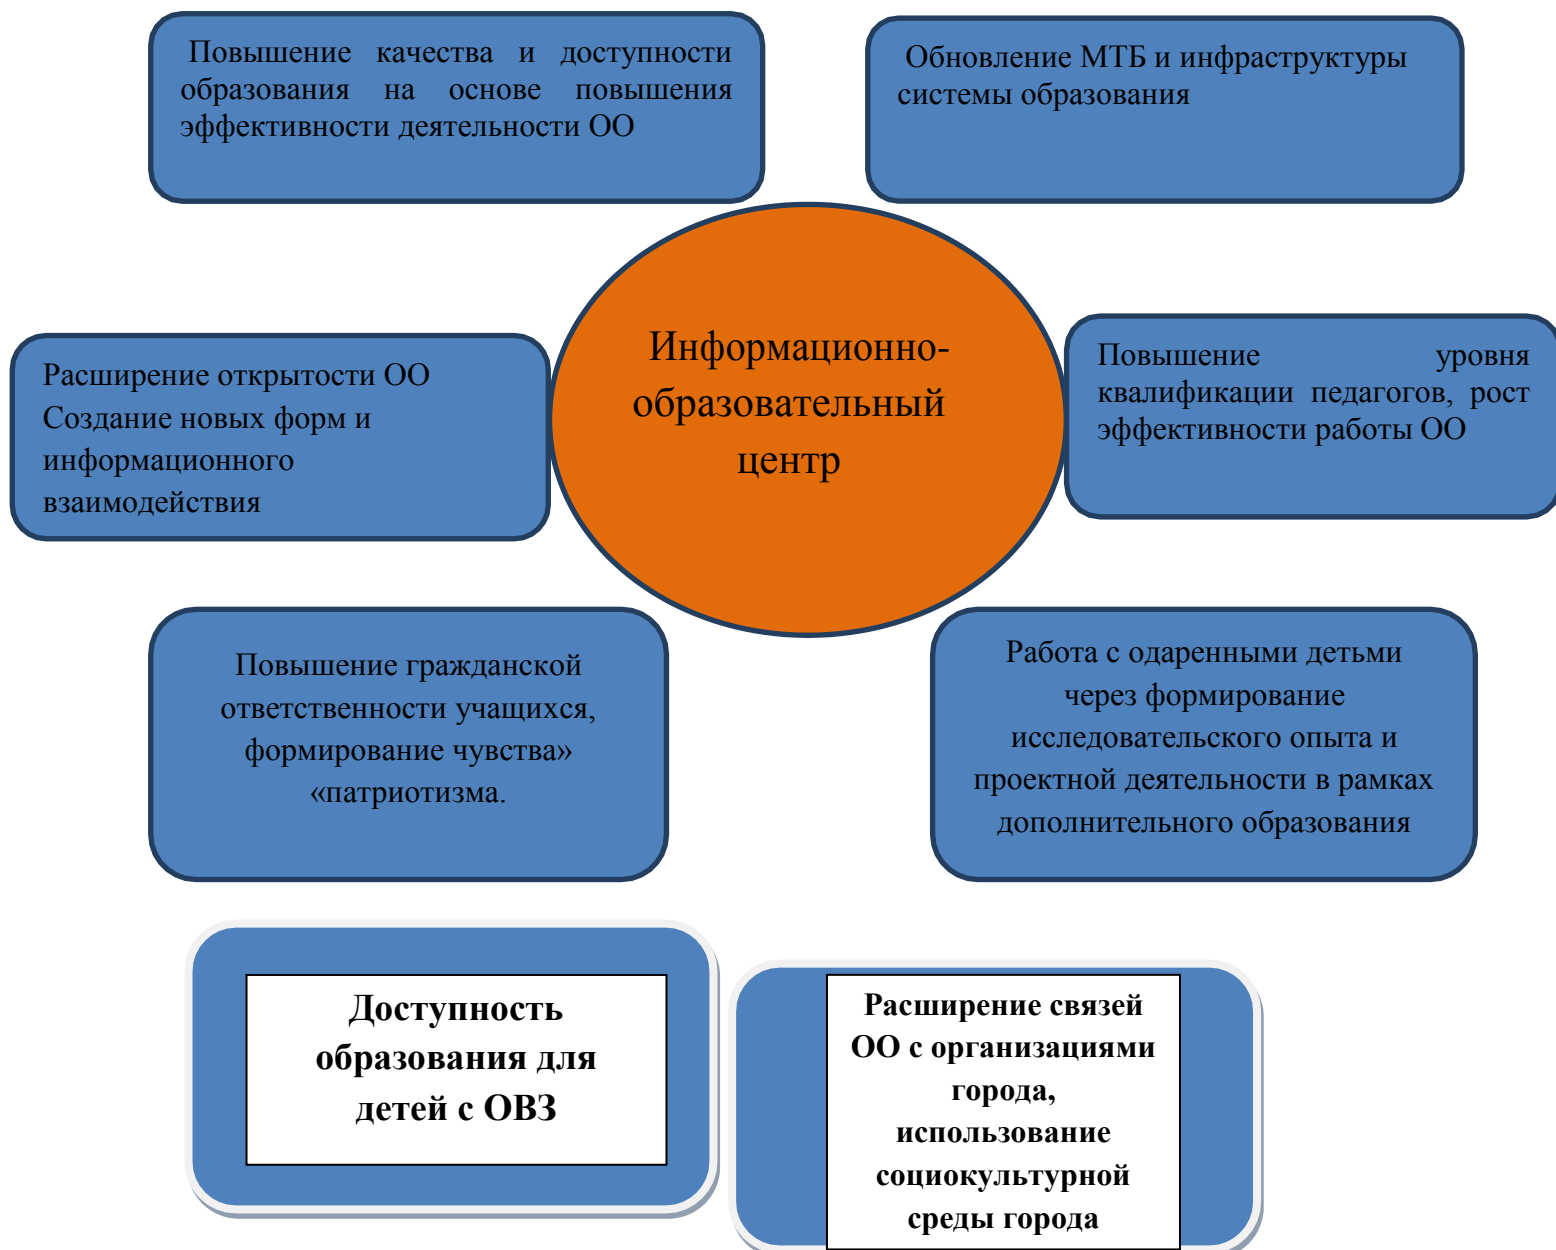 Повышение качества и доступности
образования на основе повышения
эффективности деятельности ОО
Обновление МТБ и инфраструктуры
системы образования
Информационно-
образовательный
центр
Расширение открытости ОО
Создание новых форм и
информационного
взаимодействия
Повышение уровня
квалификации педагогов, рост
эффективности работы ОО
Повышение гражданской
ответственности учащихся,
формирование чувства»
«патриотизма.
Работа с одаренными детьми
через формирование
исследовательского опыта и
проектной деятельности в рамках
дополнительного образования
Доступность
образования для
детей с ОВЗ
Расширение связей
ОО с организациями
города,
использование
социокультурной
среды города